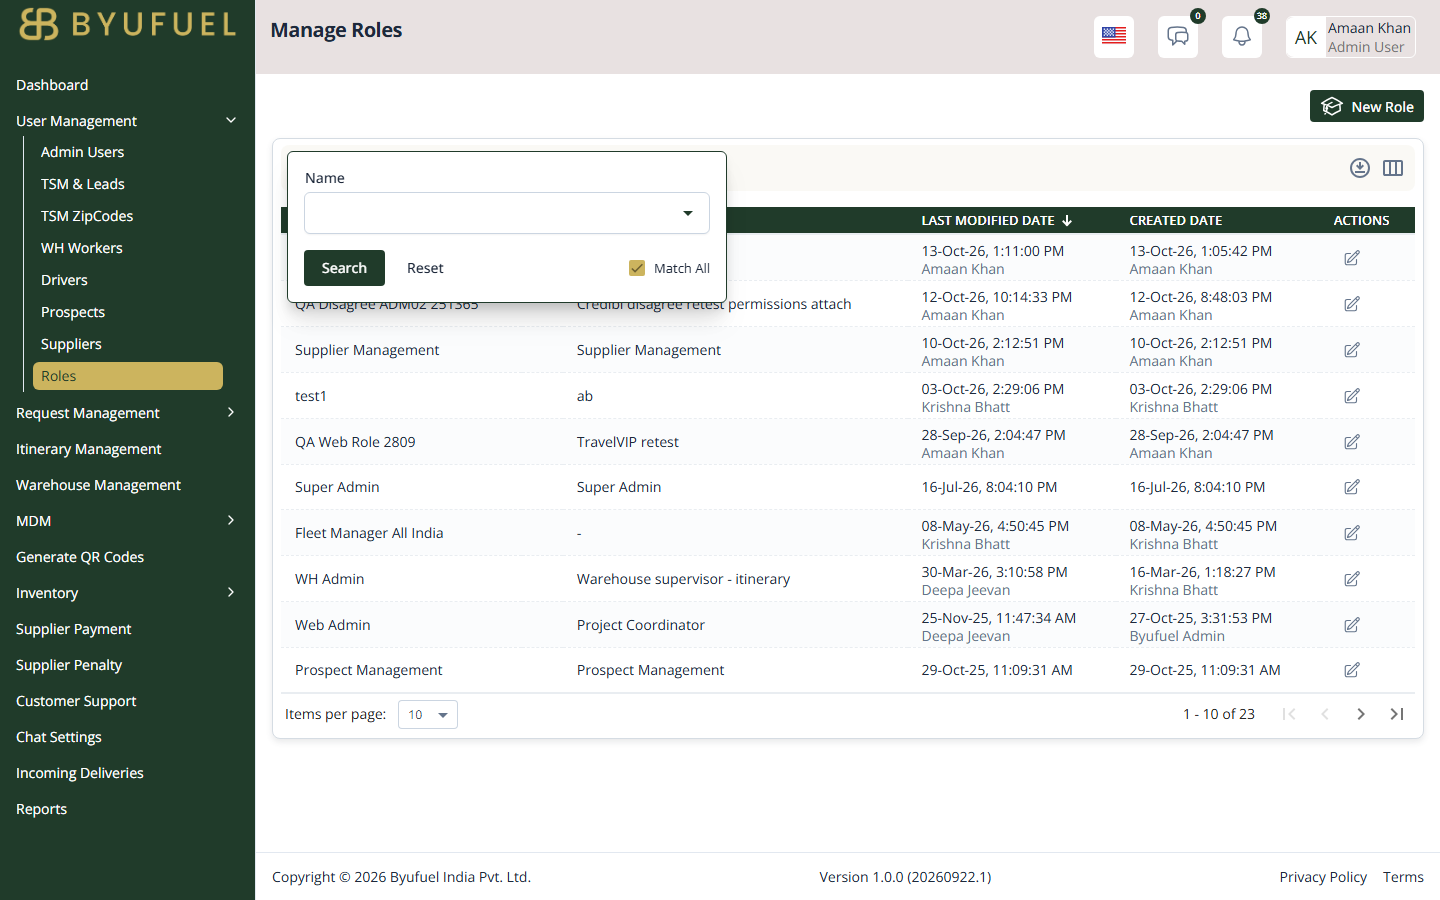 BYUFUEL
Manage Roles
0
38
AK
Amaan Khan
Admin User
Dashboard
User Management
Admin Users
TSM & Leads
TSM ZipCodes
WH Workers
Drivers
Prospects
Suppliers
Roles
Request Management
Itinerary Management
Warehouse Management
MDM
Generate QR Codes
Inventory
Supplier Payment
Supplier Penalty
Customer Support
Chat Settings
Incoming Deliveries
Reports
New Role
Name
Search
Reset
Match All
LAST MODIFIED DATE
CREATED DATE
ACTIONS
13-Oct-26, 1:11:00 PM
Amaan Khan
13-Oct-26, 1:05:42 PM
Amaan Khan
QA Disagree ADM02 251365
Credibl disagree retest permissions attach
12-Oct-26, 10:14:33 PM
Amaan Khan
12-Oct-26, 8:48:03 PM
Amaan Khan
Supplier Management
Supplier Management
10-Oct-26, 2:12:51 PM
Amaan Khan
10-Oct-26, 2:12:51 PM
Amaan Khan
test1
ab
03-Oct-26, 2:29:06 PM
Krishna Bhatt
03-Oct-26, 2:29:06 PM
Krishna Bhatt
QA Web Role 2809
TravelVIP retest
28-Sep-26, 2:04:47 PM
Amaan Khan
28-Sep-26, 2:04:47 PM
Amaan Khan
Super Admin
Super Admin
16-Jul-26, 8:04:10 PM
16-Jul-26, 8:04:10 PM
Fleet Manager All India
-
08-May-26, 4:50:45 PM
Krishna Bhatt
08-May-26, 4:50:45 PM
Krishna Bhatt
WH Admin
Warehouse supervisor - itinerary
30-Mar-26, 3:10:58 PM
Deepa Jeevan
16-Mar-26, 1:18:27 PM
Krishna Bhatt
Web Admin
Project Coordinator
25-Nov-25, 11:47:34 AM
Deepa Jeevan
27-Oct-25, 3:31:53 PM
Byufuel Admin
Prospect Management
Prospect Management
29-Oct-25, 11:09:31 AM
29-Oct-25, 11:09:31 AM
Items per page:
10
1 - 10 of 23
Copyright © 2026 Byufuel India Pvt. Ltd.
Version 1.0.0 (20260922.1)
Privacy Policy
Terms